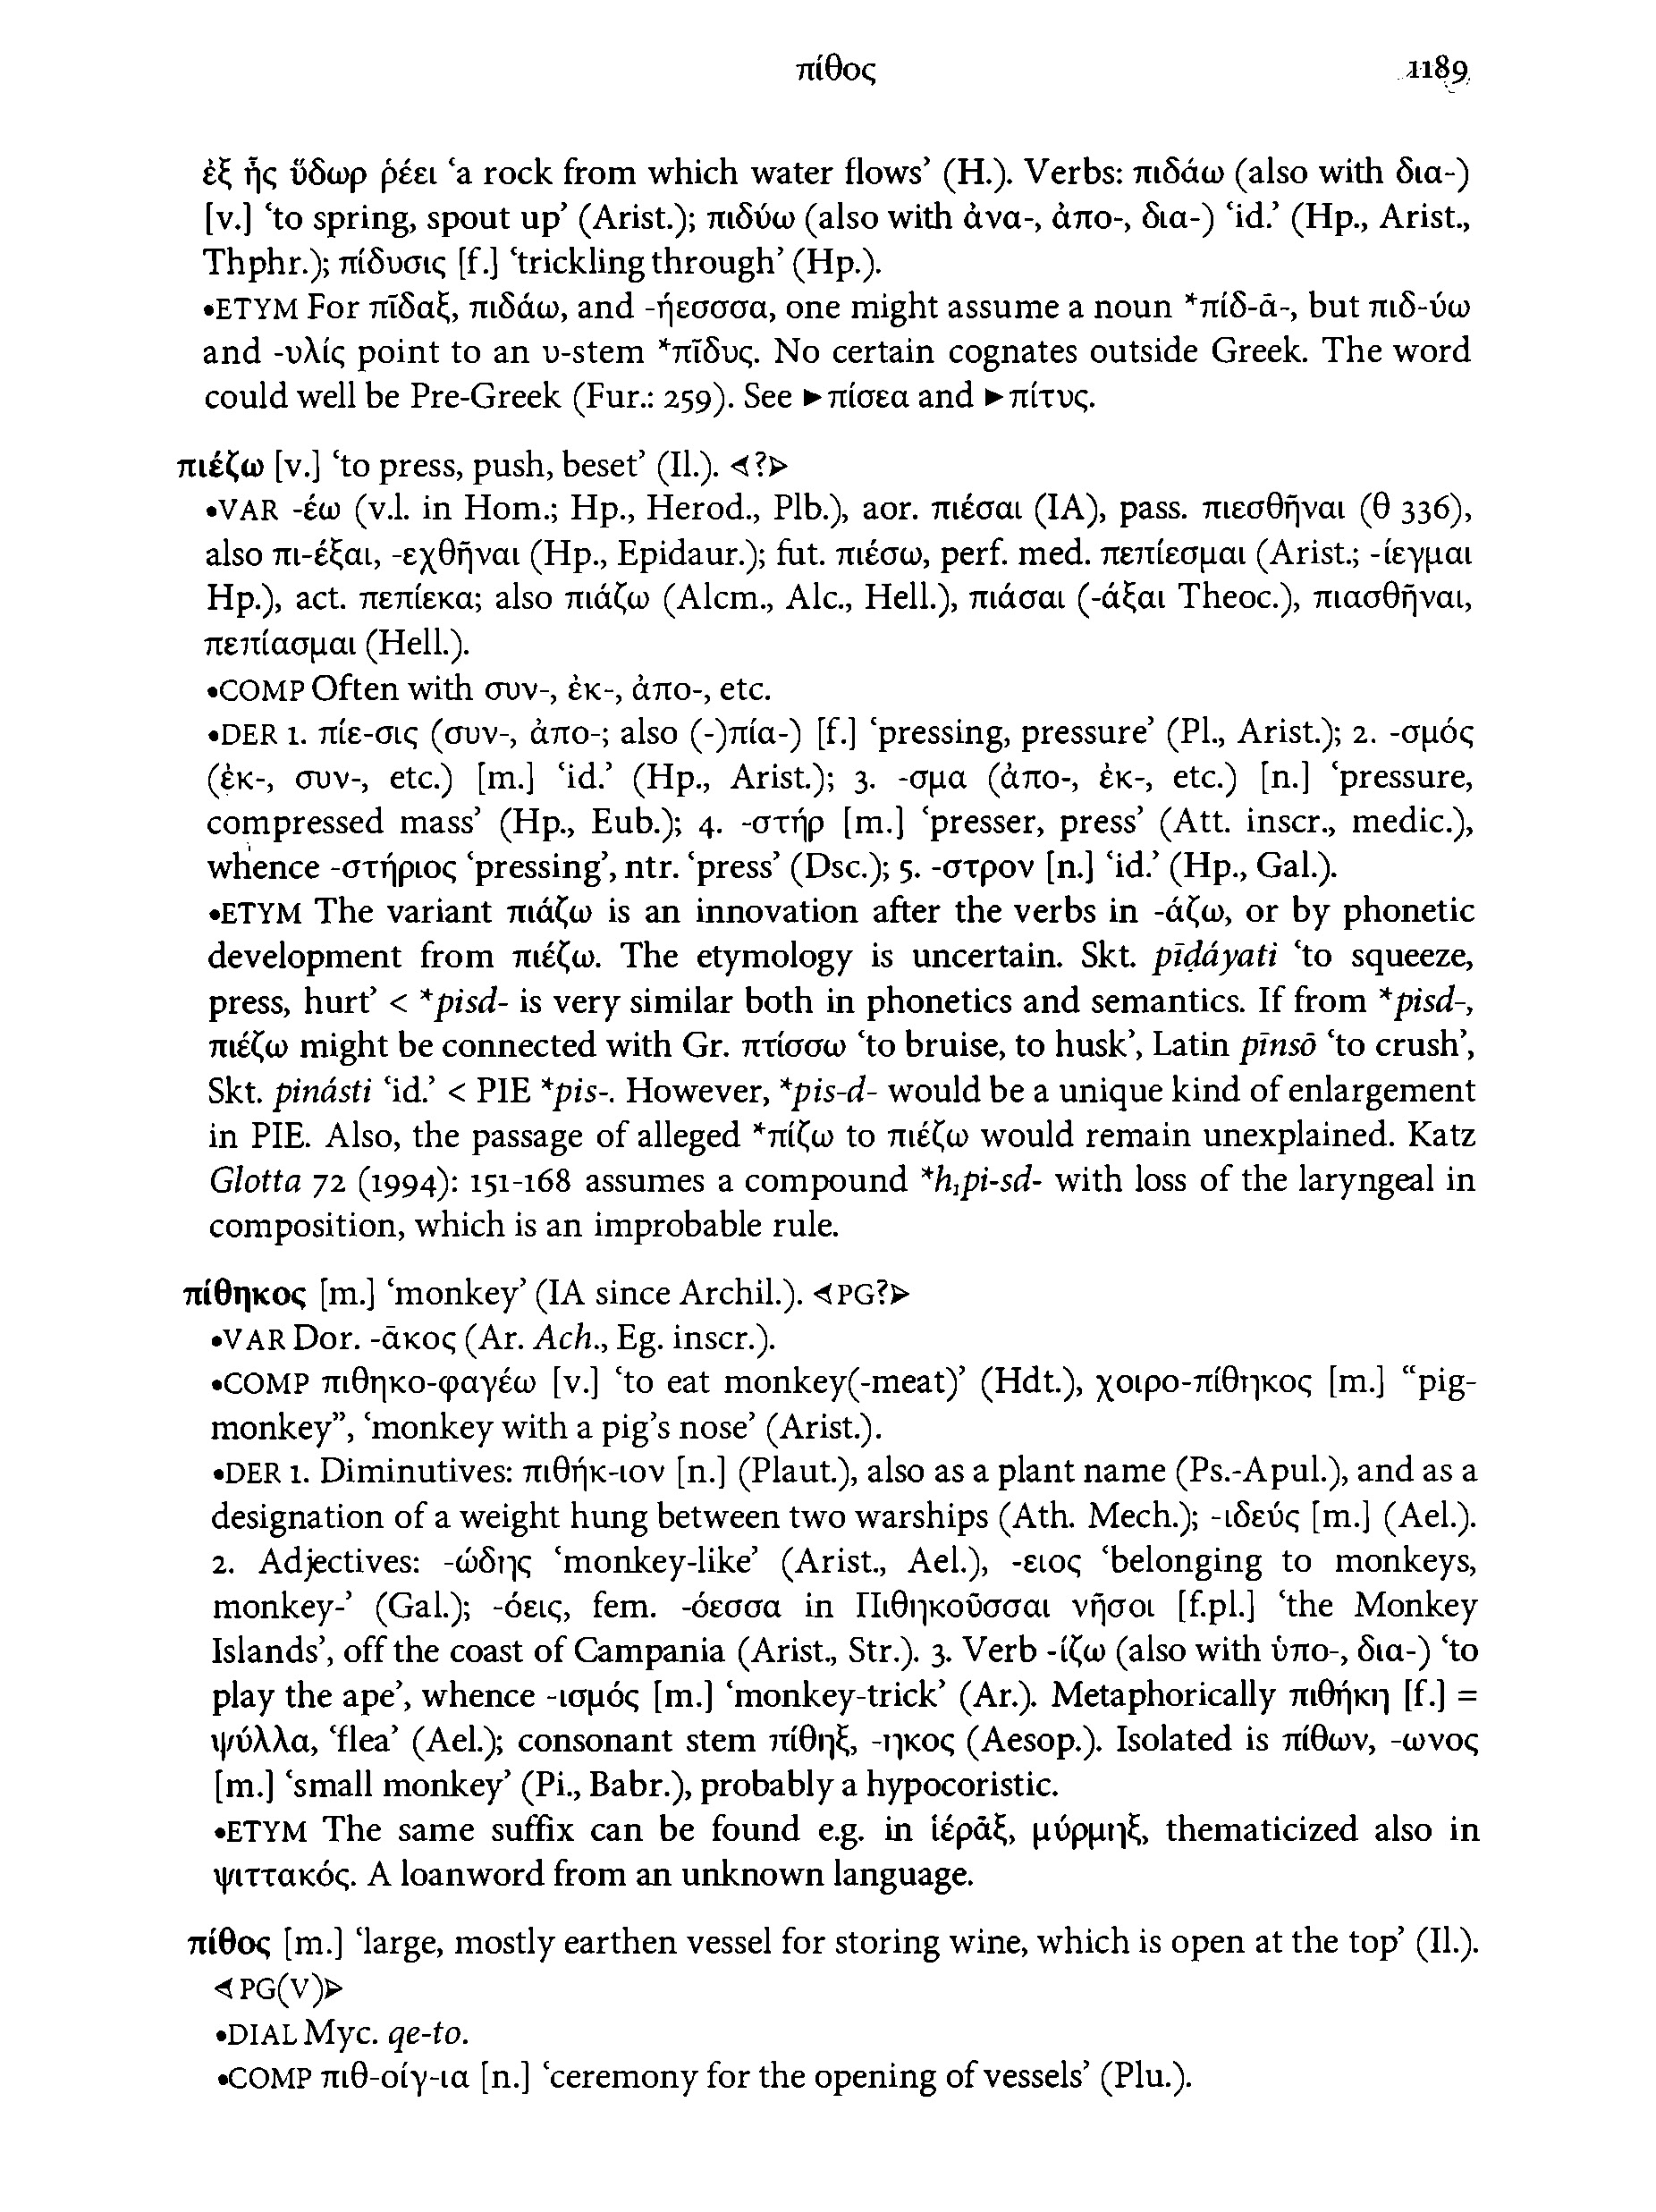 πίθος 1189
ἐξ ἧς ὕδωρ ῥέει ‘a rock from which water flows’ (H.). Verbs: πιδάω (also with δια-)
[v.] ‘to spring, spout up’ (Arist.); πιδύω (also with ἀνα-, ἀπο-, δια-) ‘id.’ (Hp., Arist.,
Thphr.); πίδυσις [f.] ‘trickling through’ (Hp.).
•ETYM For πῖδαξ, πιδάω, and -ήεσσσα, one might assume a noun *πίδ-ᾱ-, but πιδ-ύω
and -υλίς point to an υ-stem *πῖδυς. No certain cognates outside Greek. The word
could well be Pre-Greek (Fur.: 259). See ►πίσεα and ►πίτυς.
πιέζω [v.] ‘to press, push, beset’ (Il.). ⊲?⊳
•VAR -έω (v.l. in Hom.; Hp., Herod., Plb.), aor. πιέσαι (IA), pass. πιεσθῆναι (θ 336),
also πι-έξαι, -εχθῆναι (Hp., Epidaur.); fut. πιέσω, perf. med. πεπίεσμαι (Arist.; -ίεγμαι
Hp.), act. πεπίεκα; also πιάζω (Alcm., Alc., Hell.), πιάσαι (-άξαι Theoc.), πιασθῆναι,
πεπίασμαι (Hell.).
•COMP Often with συν-, ἐκ-, ἀπο-, etc.
•DER 1. πίε-σις (συν-, ἀπο-; also (-)πία-) [f.] ‘pressing, pressure’ (Pl., Arist.); 2. -σμός
(ἐκ-, συν-, etc.) [m.] ‘id.’ (Hp., Arist.); 3. -σμα (ἀπο-, ἐκ-, etc.) [n.] ‘pressure,
compressed mass’ (Hp., Eub.); 4. -στήρ [m.] ‘presser, press’ (Att. inscr., medic.),
whence -στήριος ‘pressing’, ntr. ‘press’ (Dsc.); 5. -στρον [n.] ‘id.’ (Hp., Gal.).
•ETYM The variant πιάζω is an innovation after the verbs in -άζω, or by phonetic
development from πιέζω. The etymology is uncertain. Skt. pīḍáyati ‘to squeeze,
press, hurt’ < *pisd- is very similar both in phonetics and semantics. If from *pisd-,
πιέζω might be connected with Gr. πτίσσω ‘to bruise, to husk’, Latin pīnsō ‘to crush’,
Skt. pinásti ‘id.’ < PIE *pis-. However, *pis-d- would be a unique kind of enlargement
in PIE. Also, the passage of alleged *πίζω to πιέζω would remain unexplained. Katz
Glotta 72 (1994): 151-168 assumes a compound *h₁pi-sd- with loss of the laryngeal in
composition, which is an improbable rule.
πίθηκος [m.] ‘monkey’ (IA since Archil.). ⊲PG?⊳
•VAR Dor. -ᾱκος (Ar. Ach., Eg. inscr.).
•COMP πιθηκο-φαγέω [v.] ‘to eat monkey(-meat)’ (Hdt.), χοιρο-πίθηκος [m.] “pig-
monkey”, ‘monkey with a pig’s nose’ (Arist.).
•DER 1. Diminutives: πιθήκ-ιον [n.] (Plaut.), also as a plant name (Ps.-Apul.), and as a
designation of a weight hung between two warships (Ath. Mech.); -ιδεύς [m.] (Ael.).
2. Adjectives: -ώδης ‘monkey-like’ (Arist., Ael.), -ειος ‘belonging to monkeys,
monkey-’ (Gal.); -όεις, fem. -όεσσα in Πιθηκοῦσσαι νῆσοι [f.pl.] ‘the Monkey
Islands’, off the coast of Campania (Arist., Str.). 3. Verb -ίζω (also with ὑπο-, δια-) ‘to
play the ape’, whence -ισμός [m.] ‘monkey-trick’ (Ar.). Metaphorically πιθήκη [f.] =
ψύλλα, ‘flea’ (Ael.); consonant stem πίθηξ, -ηκος (Aesop.). Isolated is πίθων, -ωνος
[m.] ‘small monkey’ (Pi., Babr.), probably a hypocoristic.
•ETYM The same suffix can be found e.g. in ἱέρᾱξ, μύρμηξ, thematicized also in
ψιττακός. A loanword from an unknown language.
πίθος [m.] ‘large, mostly earthen vessel for storing wine, which is open at the top’ (Il.).
⊲PG(V)⊳
•DIAL Myc. qe-to.
•COMP πιθ-οίγ-ια [n.] ‘ceremony for the opening of vessels’ (Plu.).